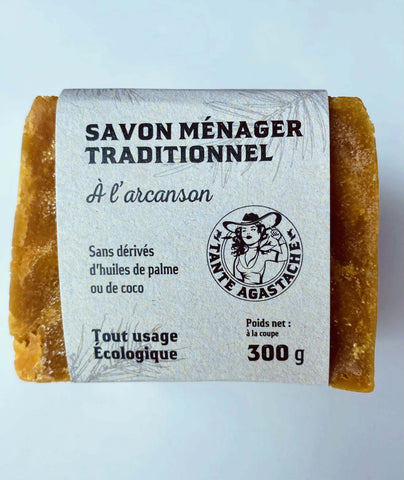 SAVON MÉNAGER
TRADITIONNEL
À l'arcanson
Sans dérivés
d'huiles de palme
ou de coco
TANTE AGASTACHE
Tout usage
Écologique
Poids net :
à la coupe
300 g